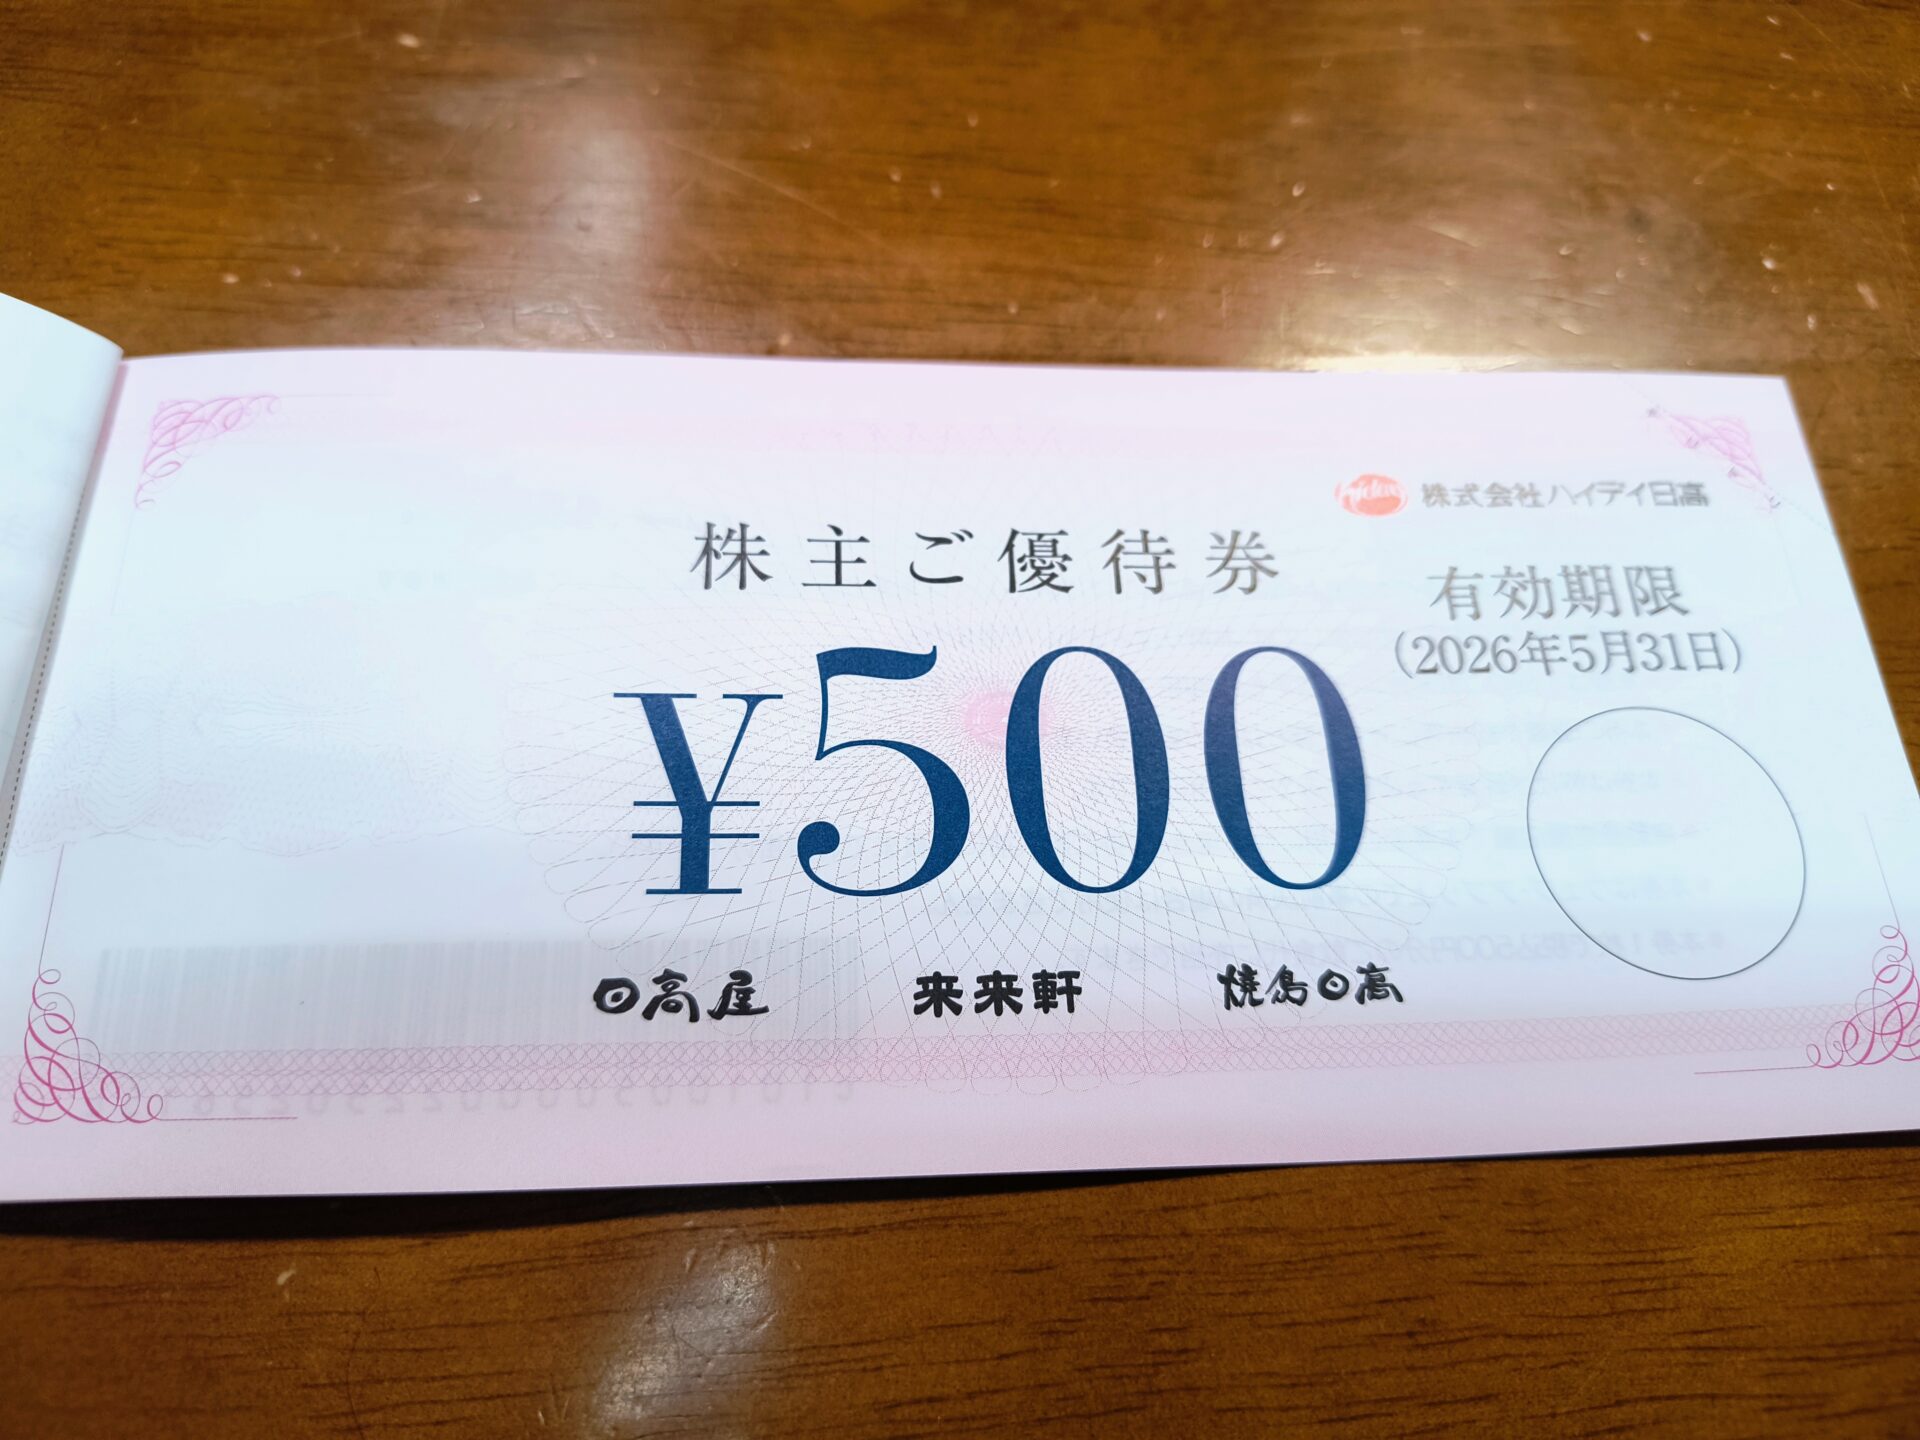 株式会社ハイデイ日高
株主ご優待券
有効期限
(2026年5月31日)
¥500
日高屋 来来軒 焼鳥日高